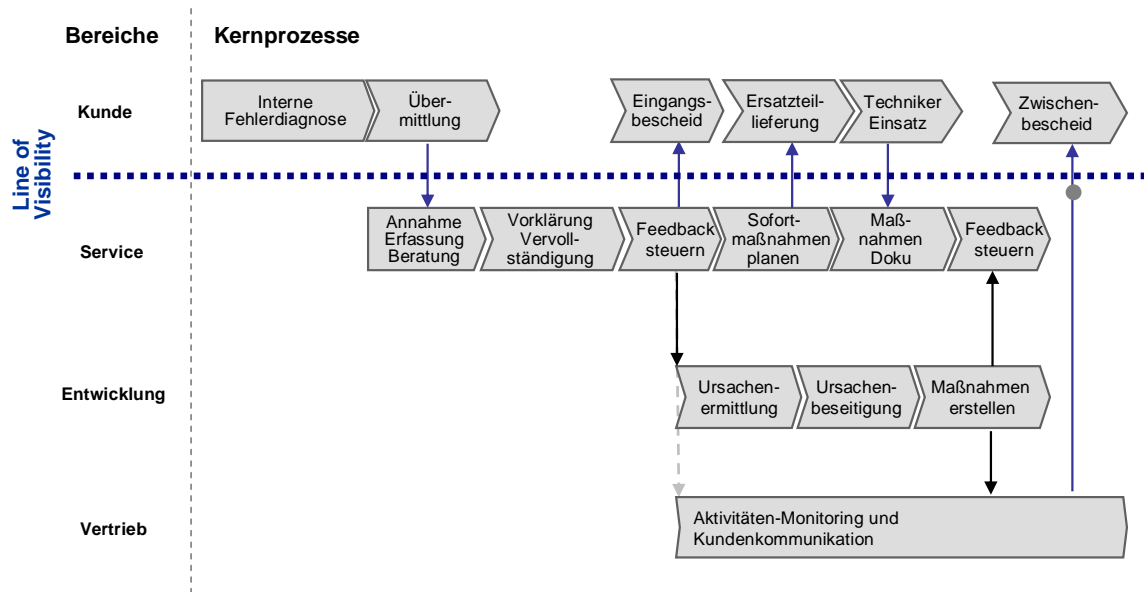 Bereiche
Kernprozesse
Line of
Visibility
Kunde
Interne
Fehlerdiagnose
Über-
mittlung
Eingangs-
bescheid
Ersatzteil-
lieferung
Techniker
Einsatz
Zwischen-
bescheid
Service
Annahme
Erfassung
Beratung
Vorklärung
Vervoll-
ständigung
Feedback
steuern
Sofort-
maßnahmen
planen
Maß-
nahmen
Doku
Feedback
steuern
Entwicklung
Ursachen-
ermittlung
Ursachen-
beseitigung
Maßnahmen
erstellen
Vertrieb
Aktivitäten-Monitoring und
Kundenkommunikation